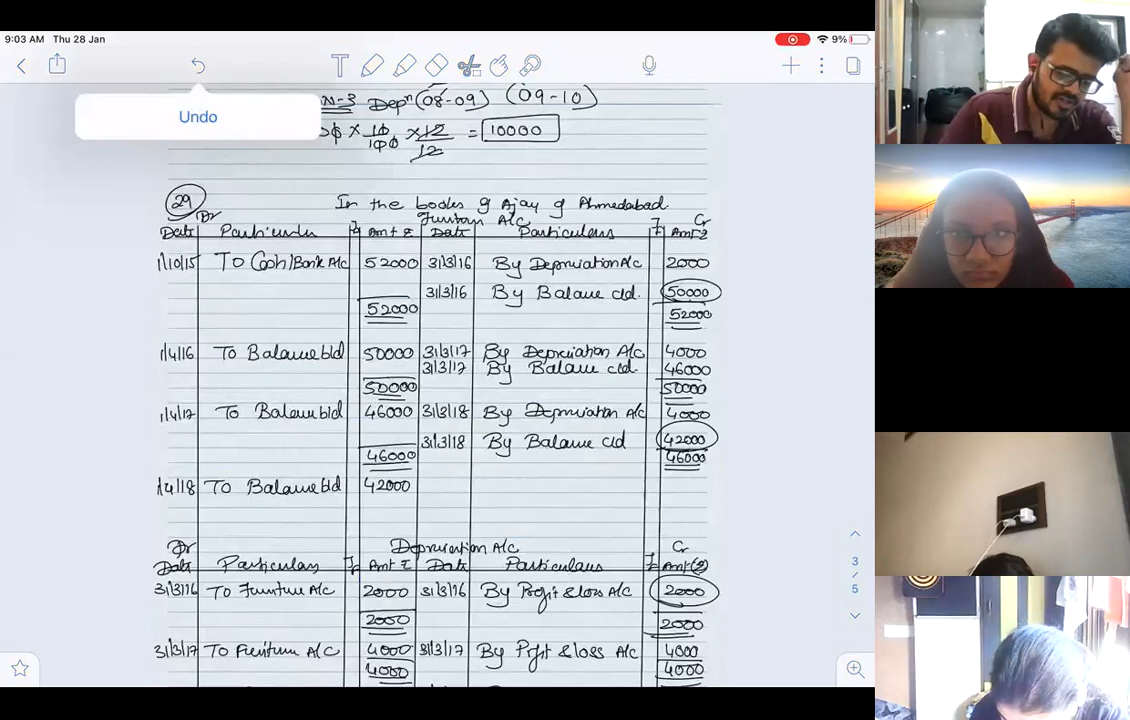 9:03 AM Thu 28 Jan 9%
Undo
N-3 Depn (08-09) (09-10)
× 10/100 × 12/12 = 10000
29 In the books of Ajay of Ahmedabad.
Dr Furniture A/c. Cr
Date Particulars Amt ₹ Date Particulars Amt ₹
1/10/15 To Cash/Bank A/c 52000 31/3/16 By Depreciation A/c 2000
31/3/16 By Balance c/d. 50000
52000 52000
1/4/16 To Balance b/d 50000 31/3/17 By Depreciation A/c 4000
31/3/17 By Balance c/d. 46000
50000 50000
1/4/17 To Balance b/d 46000 31/3/18 By Depreciation A/c 4000
31/3/18 By Balance c/d 42000
46000 46000
1/4/18 To Balance b/d 42000
Dr Depreciation A/c Cr
Date Particulars Amt ₹ Date Particulars Amt (₹)
31/3/16 To Furniture A/c 2000 31/3/16 By Profit & loss A/c 2000
2000 2000
31/3/17 To Furniture A/c 4000 31/3/17 By Profit & loss A/c 4000
4000 4000
3
/
5